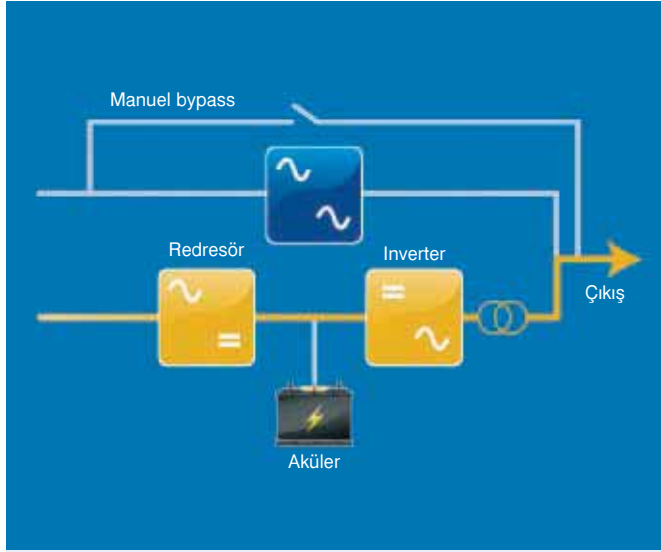 Manuel bypass
Redresör
Inverter
Çıkış
Aküler